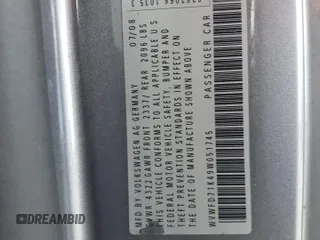 07/08
MFD BY VOLKSWAGEN AG GERMANY
GVWR 4322 GAWR FRONT 2337/ REAR 2096 LBS
THIS VEHICLE CONFORMS TO ALL APPLICABLE U.S.
FEDERAL MOTOR VEHICLE SAFETY, BUMPER AND
THEFT PREVENTION STANDARDS IN EFFECT ON THE
DATE OF MANUFACTURE SHOWN ABOVE.
WVWFD71K49W051745
PASSENGER CAR